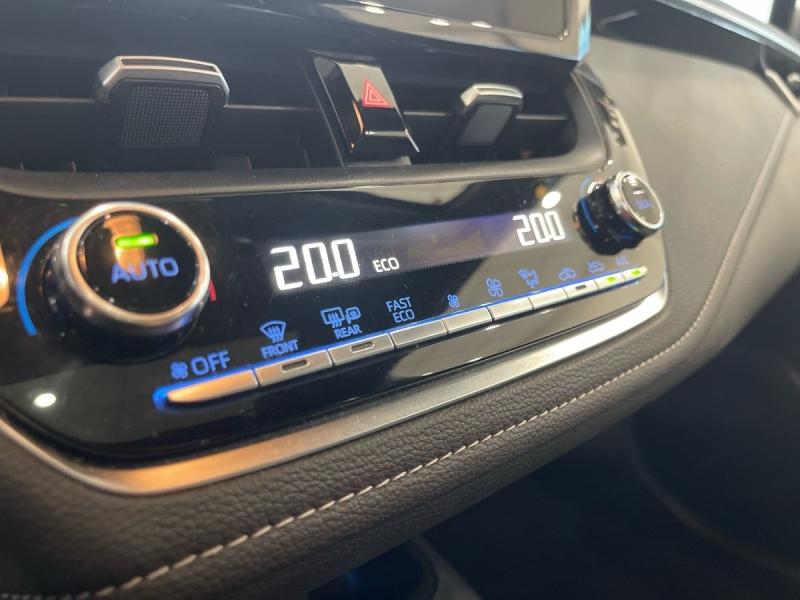 AUTO
20.0 ECO 20.0
OFF
FRONT
REAR
FAST
ECO
A/C